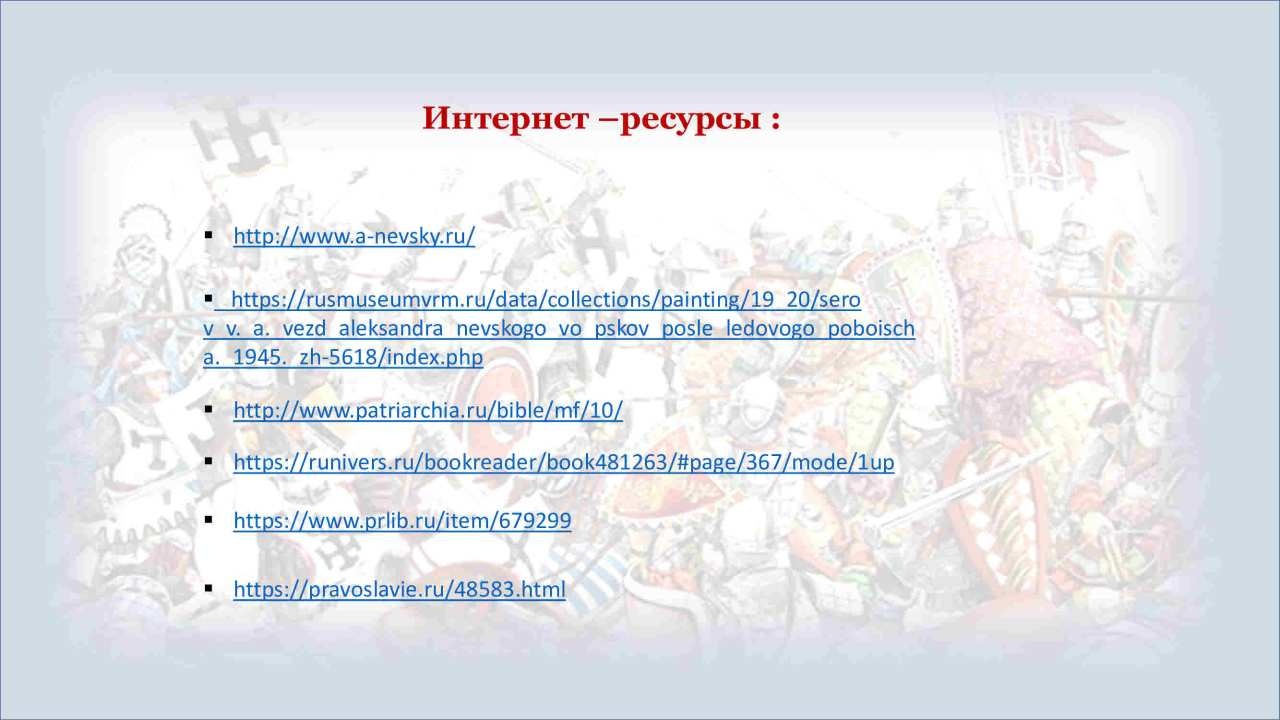 Интернет –ресурсы :
▪ http://www.a-nevsky.ru/
▪ https://rusmuseumvrm.ru/data/collections/painting/19_20/sero
v_v._a._vezd_aleksandra_nevskogo_vo_pskov_posle_ledovogo_poboisch
a._1945._zh-5618/index.php
▪ http://www.patriarchia.ru/bible/mf/10/
▪ https://runivers.ru/bookreader/book481263/#page/367/mode/1up
▪ https://www.prlib.ru/item/679299
▪ https://pravoslavie.ru/48583.html